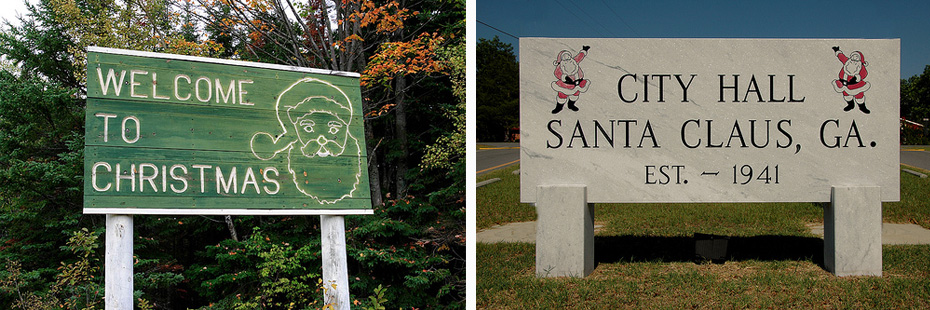 WELCOME
TO
CHRISTMAS
CITY HALL
SANTA CLAUS, GA.
EST. – 1941